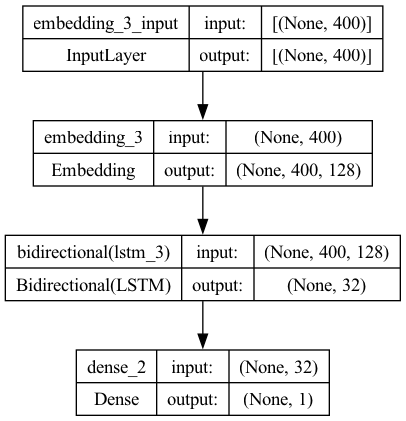 embedding_3_input input: [(None, 400)]
InputLayer output: [(None, 400)]
embedding_3 input: (None, 400)
Embedding output: (None, 400, 128)
bidirectional(lstm_3) input: (None, 400, 128)
Bidirectional(LSTM) output: (None, 32)
dense_2 input: (None, 32)
Dense output: (None, 1)